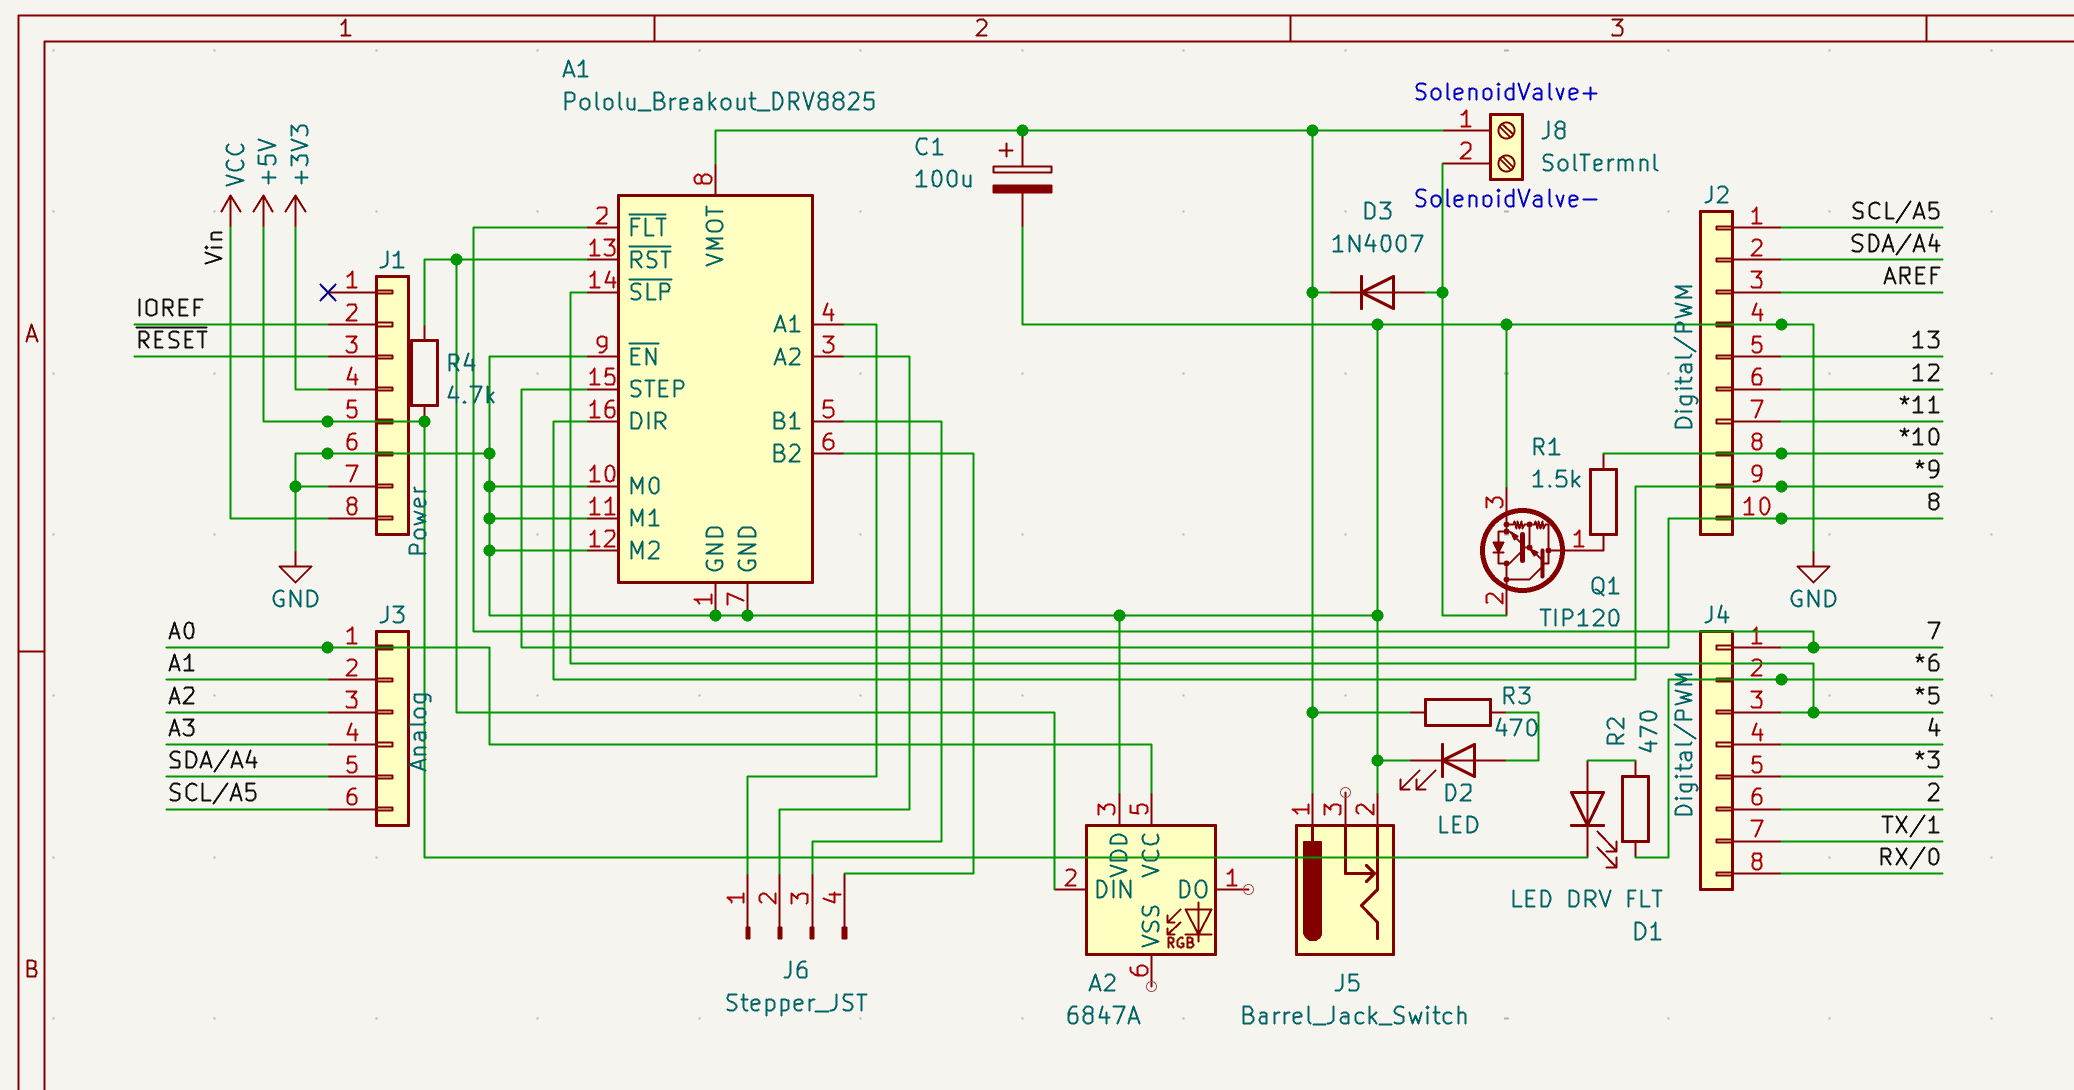 1
2
3
A
B
A1
Pololu_Breakout_DRV8825
8
VMOT
2
FLT
13
RST
14
SLP
9
EN
15
STEP
16
DIR
10
M0
11
M1
12
M2
A1
4
A2
3
B1
5
B2
6
GND
1
GND
7
C1
+
100u
SolenoidValve+
1
2
J8
SolTermnl
SolenoidValve-
D3
1N4007
VCC
+5V
+3V3
Vin
J1
IOREF
RESET
1
2
3
4
5
6
7
8
Power
GND
R4
4.7k
J3
A0
A1
A2
A3
SDA/A4
SCL/A5
1
2
3
4
5
6
Analog
J2
Digital/PWM
1
SCL/A5
2
SDA/A4
3
AREF
4
5
13
6
12
7
*11
8
*10
9
*9
10
8
GND
R1
1.5k
3
1
2
Q1
TIP120
J4
Digital/PWM
1
7
2
*6
3
*5
4
4
5
*3
6
2
7
TX/1
8
RX/0
R3
470
D2
LED
R2
470
LED DRV FLT
D1
1
2
3
4
J6
Stepper_JST
3
5
VDD
VCC
2
DIN
DO
1
VSS
RGB
6
A2
6847A
1
3
2
J5
Barrel_Jack_Switch